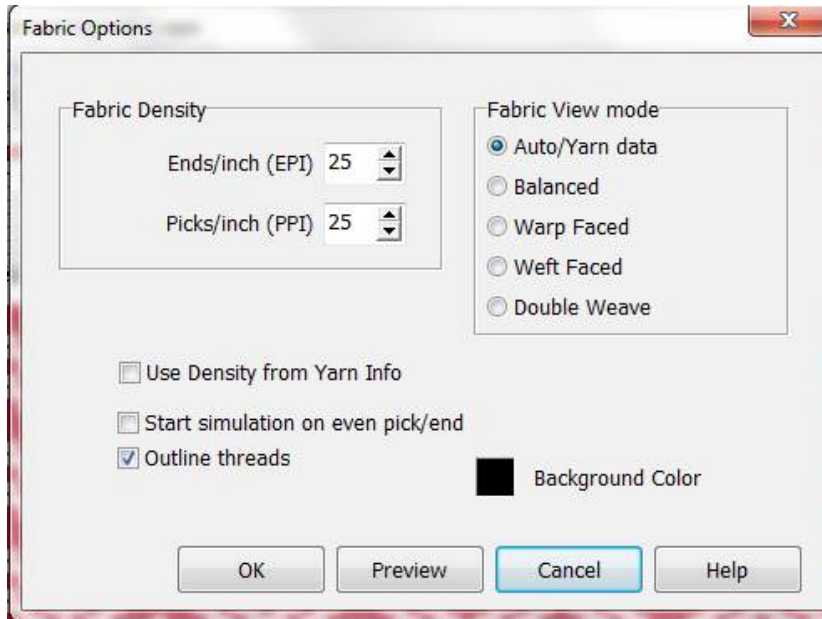 Fabric Options
Fabric Density
Ends/inch (EPI) 25
Picks/inch (PPI) 25
Fabric View mode
Auto/Yarn data
Balanced
Warp Faced
Weft Faced
Double Weave
Use Density from Yarn Info
Start simulation on even pick/end
Outline threads
Background Color
OK Preview Cancel Help